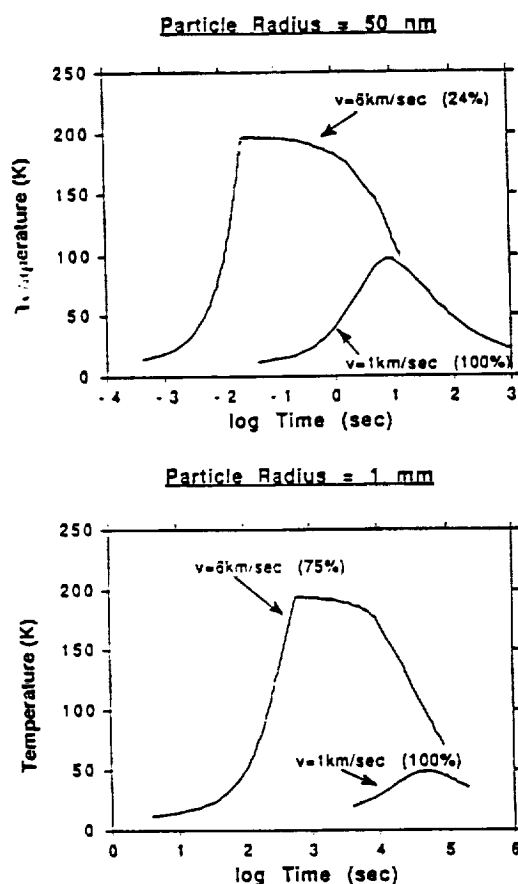 Particle Radius = 50 nm
250
200
150
100
50
0
Temperature (K)
v=6km/sec (24%)
v=1km/sec (100%)
-4 -3 -2 -1 0 1 2 3
log Time (sec)
Particle Radius = 1 mm
250
200
150
100
50
0
Temperature (K)
v=6km/sec (75%)
v=1km/sec (100%)
0 1 2 3 4 5 6
log Time (sec)